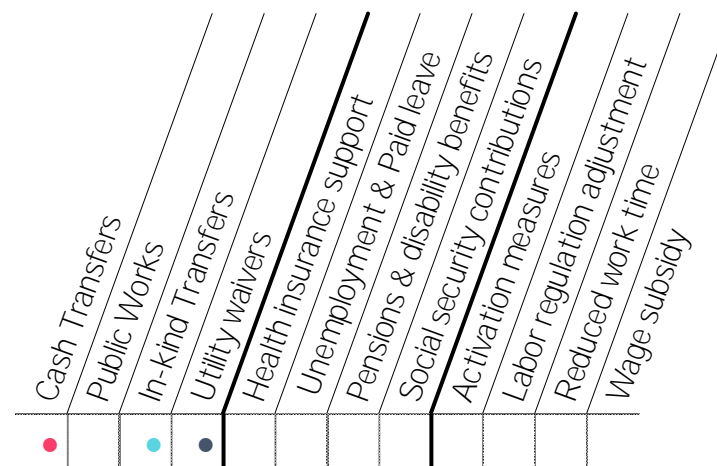 Cash Transfers
Public Works
In-Kind Transfers
Utility waivers
Health insurance support
Unemployment & Paid leave
Pensions & disability benefits
Social security contributions
Activation measures
Labor regulation adjustment
Reduced work time
Wage subsidy